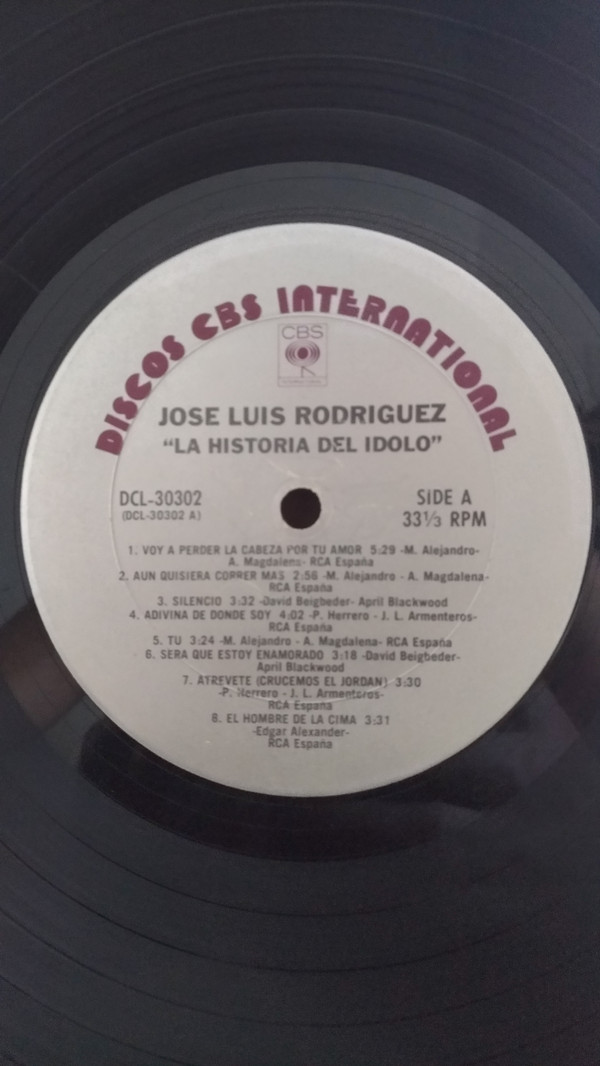 DISCOS CBS INTERNATIONAL
CBS
JOSE LUIS RODRIGUEZ
“LA HISTORIA DEL IDOLO”
DCL-30302
(DCL-30302 A)
SIDE A
33⅓ RPM
1. VOY A PERDER LA CABEZA POR TU AMOR 5:29 -M. Alejandro-
A. Magdalena- RCA España
2. AUN QUISIERA CORRER MAS 2:56 -M. Alejandro - A. Magdalena-
RCA España
3. SILENCIO 3:32 -David Beigbeder- April Blackwood
4. ADIVINA DE DONDE SOY 4:02 -P. Herrero - J. L. Armenteros-
RCA España
5. TU 3:24 -M. Alejandro - A. Magdalena- RCA España
6. SERA QUE ESTOY ENAMORADO 3:18 -David Beigbeder-
April Blackwood
7. ATREVETE (CRUCEMOS EL JORDAN) 3:30
-P. Herrero - J. L. Armenteros-
RCA España
8. EL HOMBRE DE LA CIMA 3:31
-Edgar Alexander-
RCA España